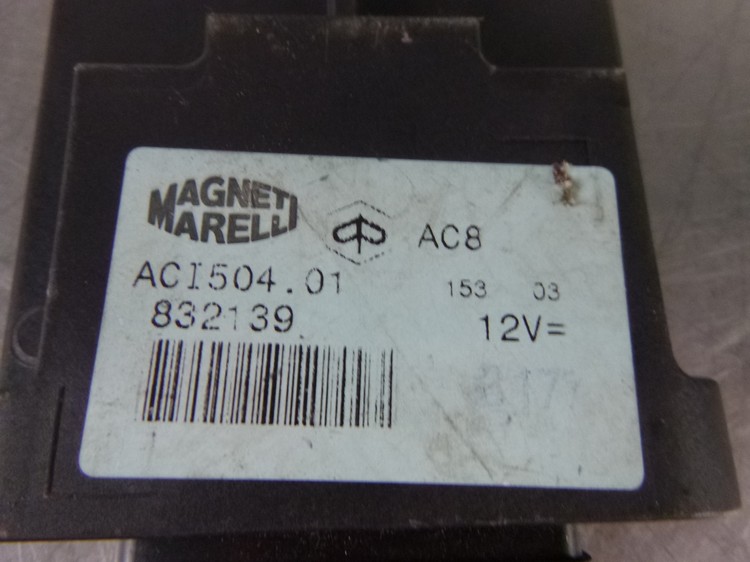 MAGNETI
MARELLI
AC8
ACI504.01
153 03
832139
12V=